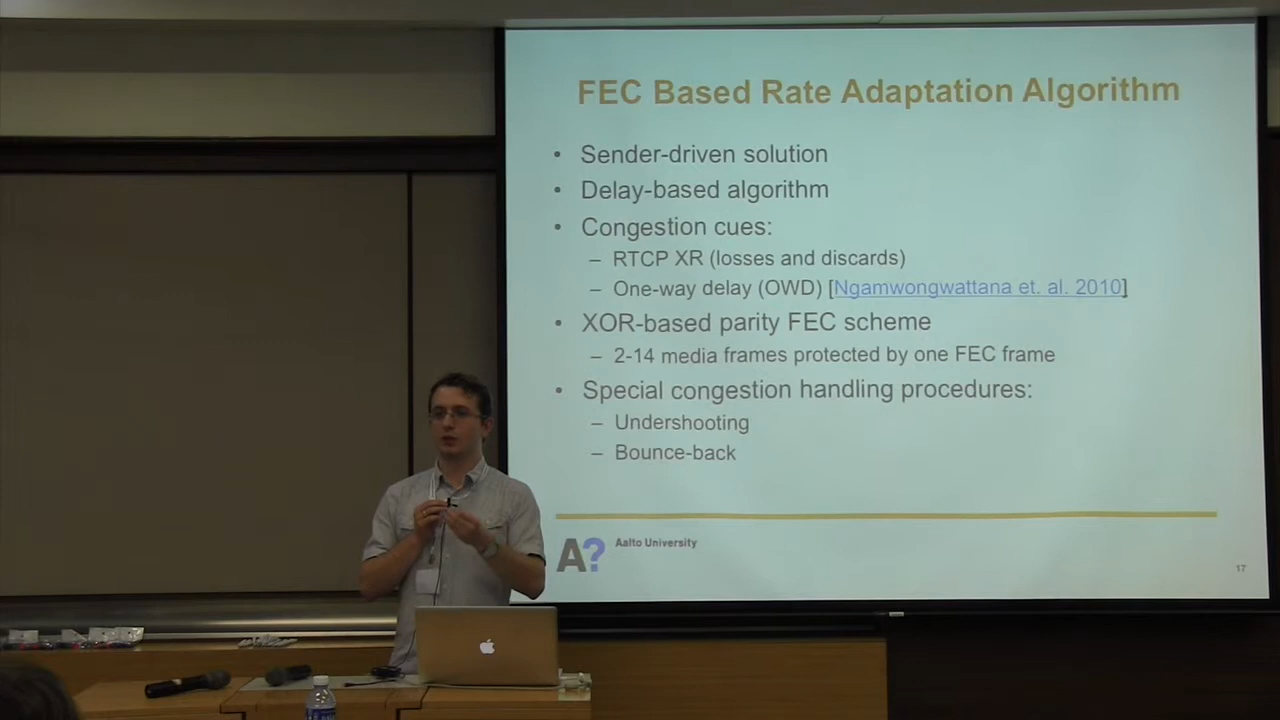 FEC Based Rate Adaptation Algorithm
• Sender-driven solution
• Delay-based algorithm
• Congestion cues:
– RTCP XR (losses and discards)
– One-way delay (OWD) [Ngamwongwattana et. al. 2010]
• XOR-based parity FEC scheme
– 2-14 media frames protected by one FEC frame
• Special congestion handling procedures:
– Undershooting
– Bounce-back
A? Aalto University
17